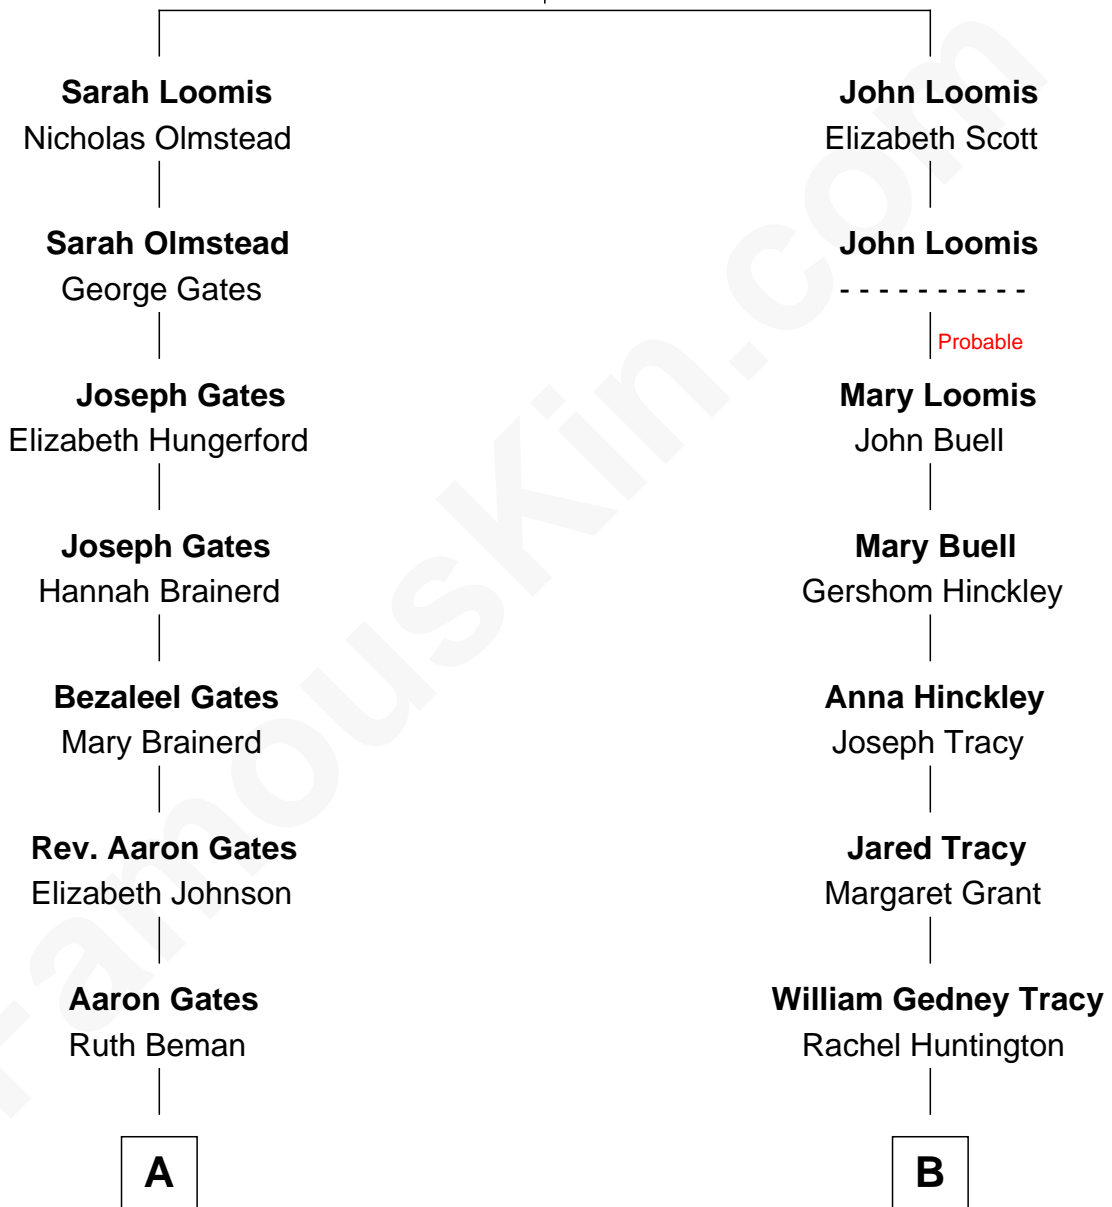 Sarah Loomis
Nicholas Olmstead
Sarah Olmstead
George Gates
Joseph Gates
Elizabeth Hungerford
Joseph Gates
Hannah Brainerd
Bezaleel Gates
Mary Brainerd
Rev. Aaron Gates
Elizabeth Johnson
Aaron Gates
Ruth Beman
A
John Loomis
Elizabeth Scott
John Loomis
- - - - - - - - - -
Probable
Mary Loomis
John Buell
Mary Buell
Gershom Hinckley
Anna Hinckley
Joseph Tracy
Jared Tracy
Margaret Grant
William Gedney Tracy
Rachel Huntington
B
FamousKin.com